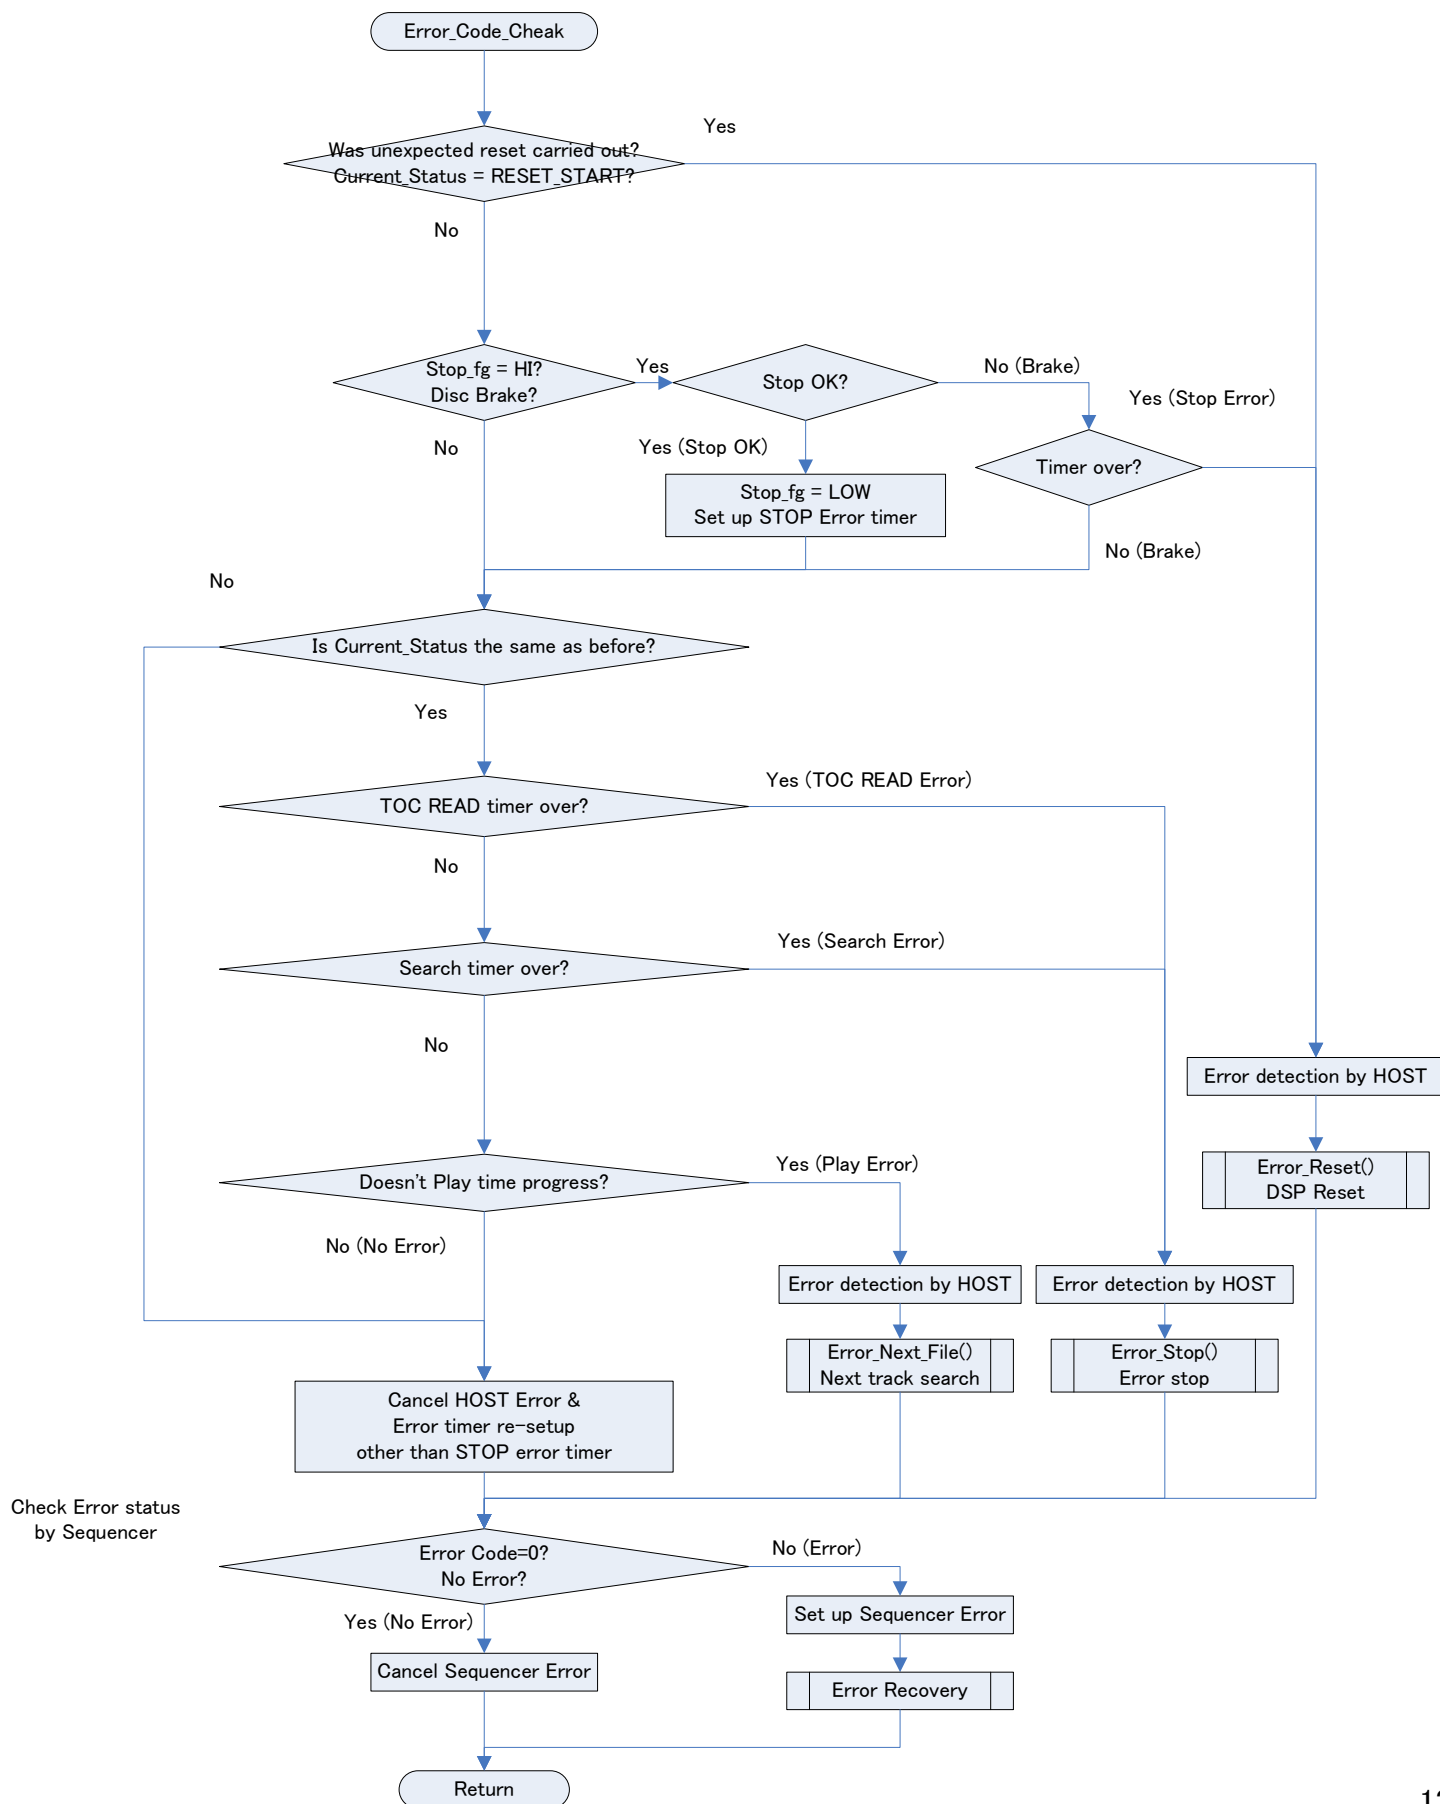 Error_Code_Cheak
Yes
Was unexpected reset carried out?
Current_Status = RESET_START?
No
Stop_fg = HI?
Disc Brake?
Yes
Stop OK?
No (Brake)
Yes (Stop Error)
No
Yes (Stop OK)
Timer over?
Stop_fg = LOW
Set up STOP Error timer
No (Brake)
No
Is Current_Status the same as before?
Yes
Yes (TOC READ Error)
TOC READ timer over?
No
Yes (Search Error)
Search timer over?
No
Error detection by HOST
Yes (Play Error)
Error_Reset()
DSP Reset
Doesn't Play time progress?
No (No Error)
Error detection by HOST
Error detection by HOST
Error_Next_File()
Next track search
Error_Stop()
Error stop
Cancel HOST Error &
Error timer re-setup
other than STOP error timer
Check Error status
by Sequencer
Error Code=0?
No Error?
No (Error)
Set up Sequencer Error
Yes (No Error)
Cancel Sequencer Error
Error Recovery
Return